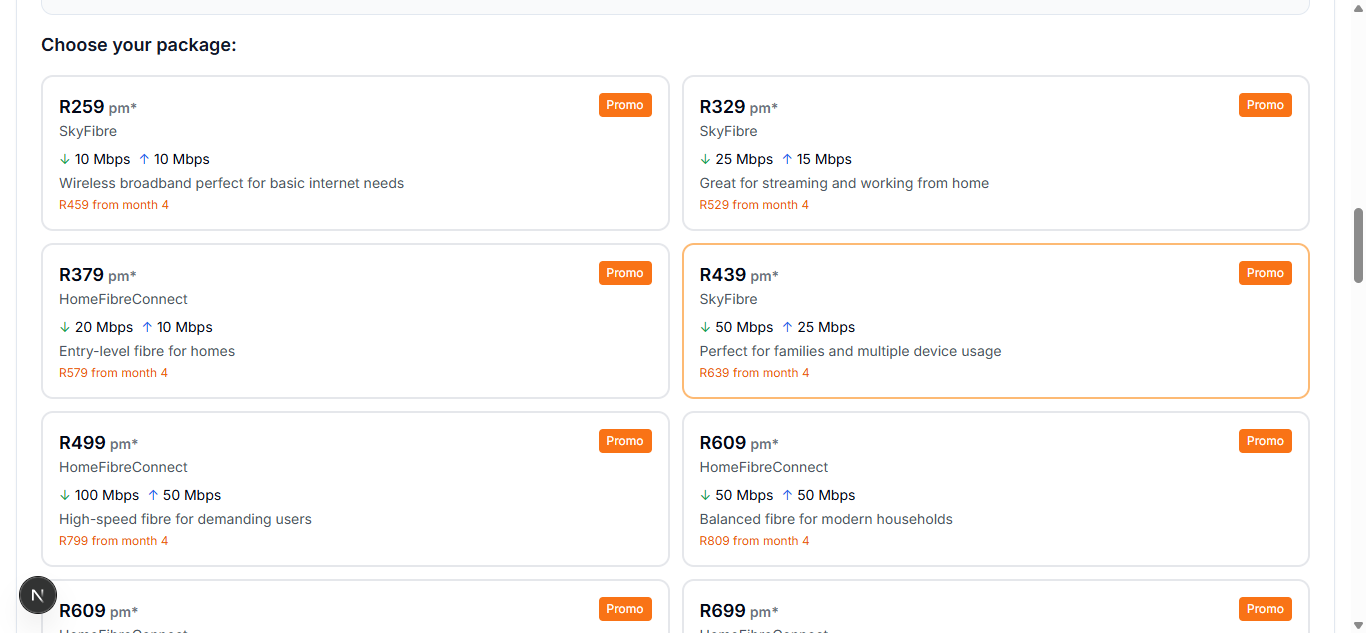 Choose your package:
R259 pm*
Promo
SkyFibre
↓ 10 Mbps ↑ 10 Mbps
Wireless broadband perfect for basic internet needs
R459 from month 4
R329 pm*
Promo
SkyFibre
↓ 25 Mbps ↑ 15 Mbps
Great for streaming and working from home
R529 from month 4
R379 pm*
Promo
HomeFibreConnect
↓ 20 Mbps ↑ 10 Mbps
Entry-level fibre for homes
R579 from month 4
R439 pm*
Promo
SkyFibre
↓ 50 Mbps ↑ 25 Mbps
Perfect for families and multiple device usage
R639 from month 4
R499 pm*
Promo
HomeFibreConnect
↓ 100 Mbps ↑ 50 Mbps
High-speed fibre for demanding users
R799 from month 4
R609 pm*
Promo
HomeFibreConnect
↓ 50 Mbps ↑ 50 Mbps
Balanced fibre for modern households
R809 from month 4
N
R609 pm*
Promo
HomeFibreConnect
R699 pm*
Promo
HomeFibreConnect